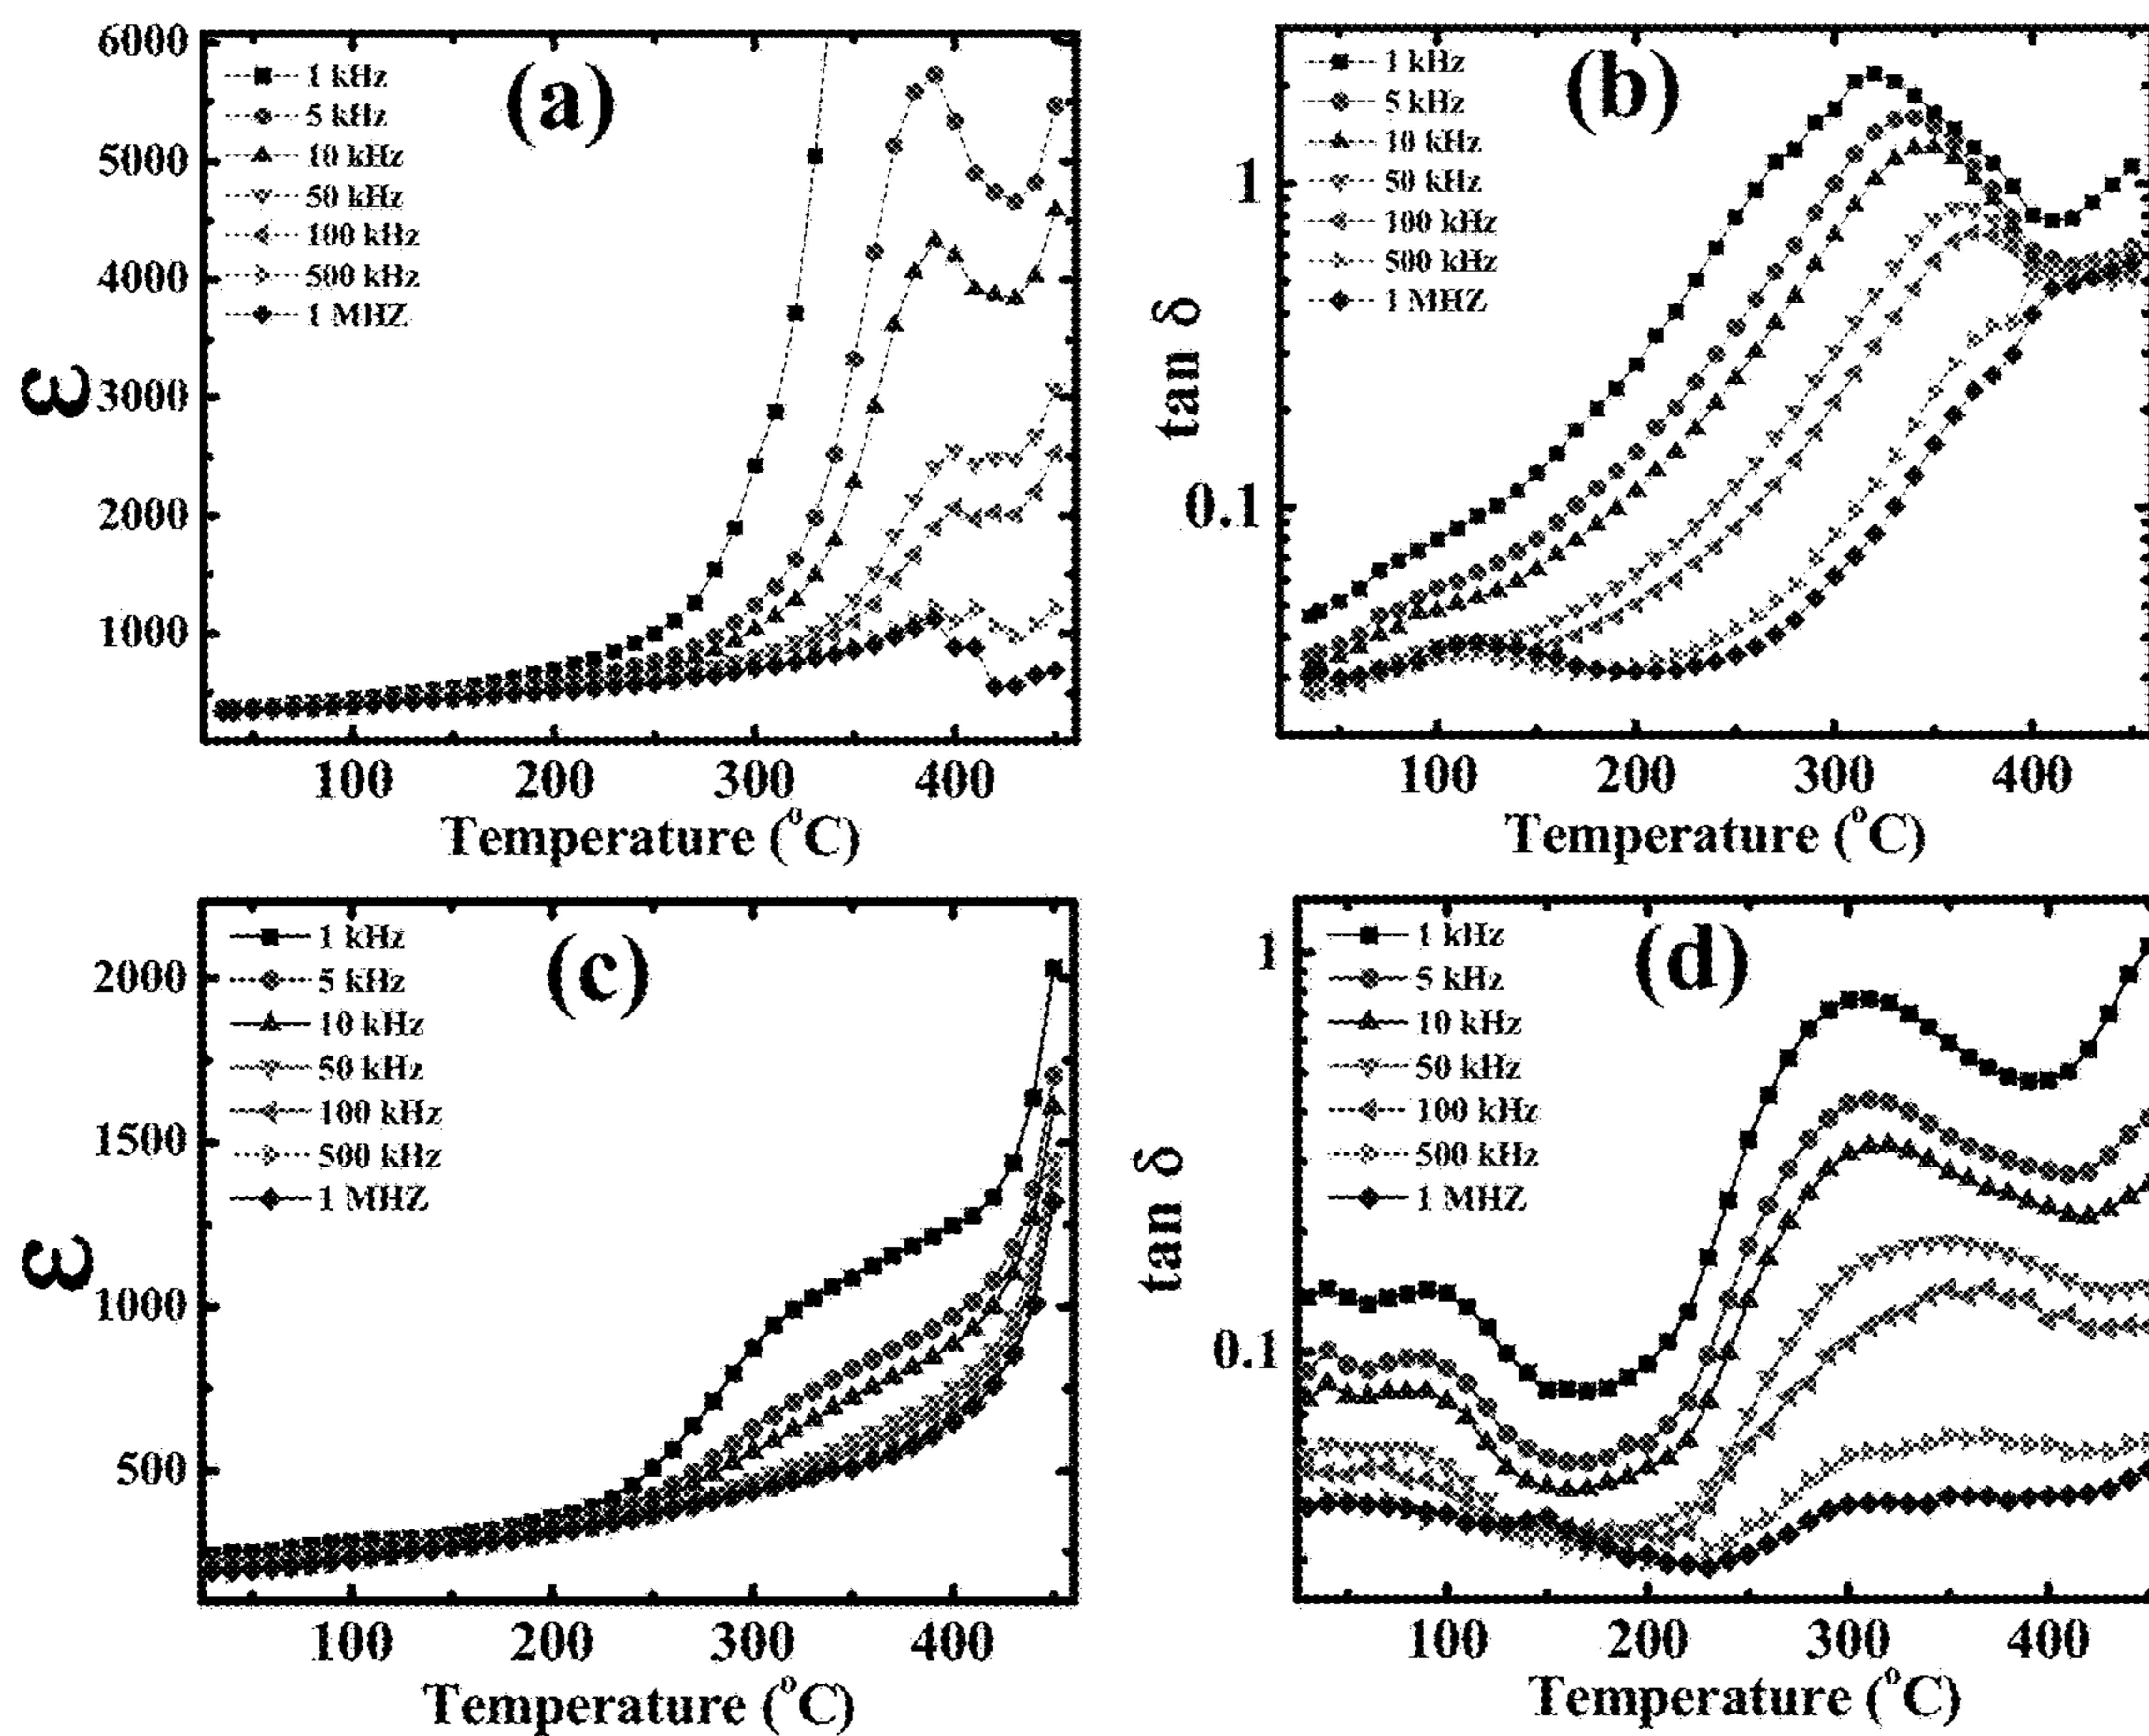 (a)
1 kHz
5 kHz
10 kHz
50 kHz
100 kHz
500 kHz
1 MHZ
6000
5000
4000
3000
2000
1000
ε
100 200 300 400
Temperature (°C)
(b)
1 kHz
5 kHz
10 kHz
50 kHz
100 kHz
500 kHz
1 MHZ
1
0.1
tan δ
100 200 300 400
Temperature (°C)
(c)
1 kHz
5 kHz
10 kHz
50 kHz
100 kHz
500 kHz
1 MHZ
2000
1500
1000
500
ε
100 200 300 400
Temperature (°C)
(d)
1 kHz
5 kHz
10 kHz
50 kHz
100 kHz
500 kHz
1 MHZ
1
0.1
tan δ
100 200 300 400
Temperature (°C)